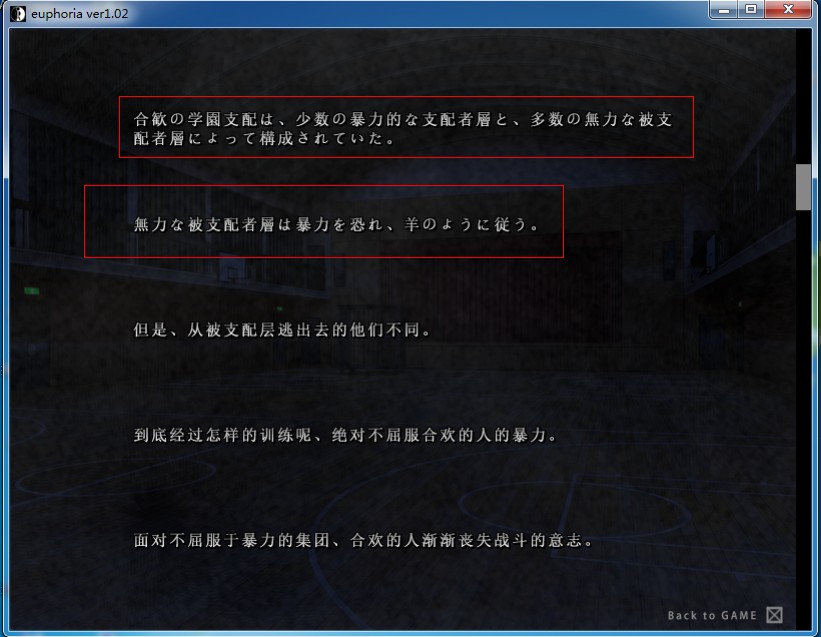 euphoria ver1.02
合歓の学園支配は、少数の暴力的な支配者層と、多数の無力な被支
配者層によって構成されていた。
無力な被支配者層は暴力を恐れ、羊のように従う。
但是、从被支配层逃出去的他们不同。
到底经过怎样的训练呢、绝对不屈服合欢的人的暴力。
面对不屈服于暴力的集团、合欢的人渐渐丧失战斗的意志。
Back to GAME